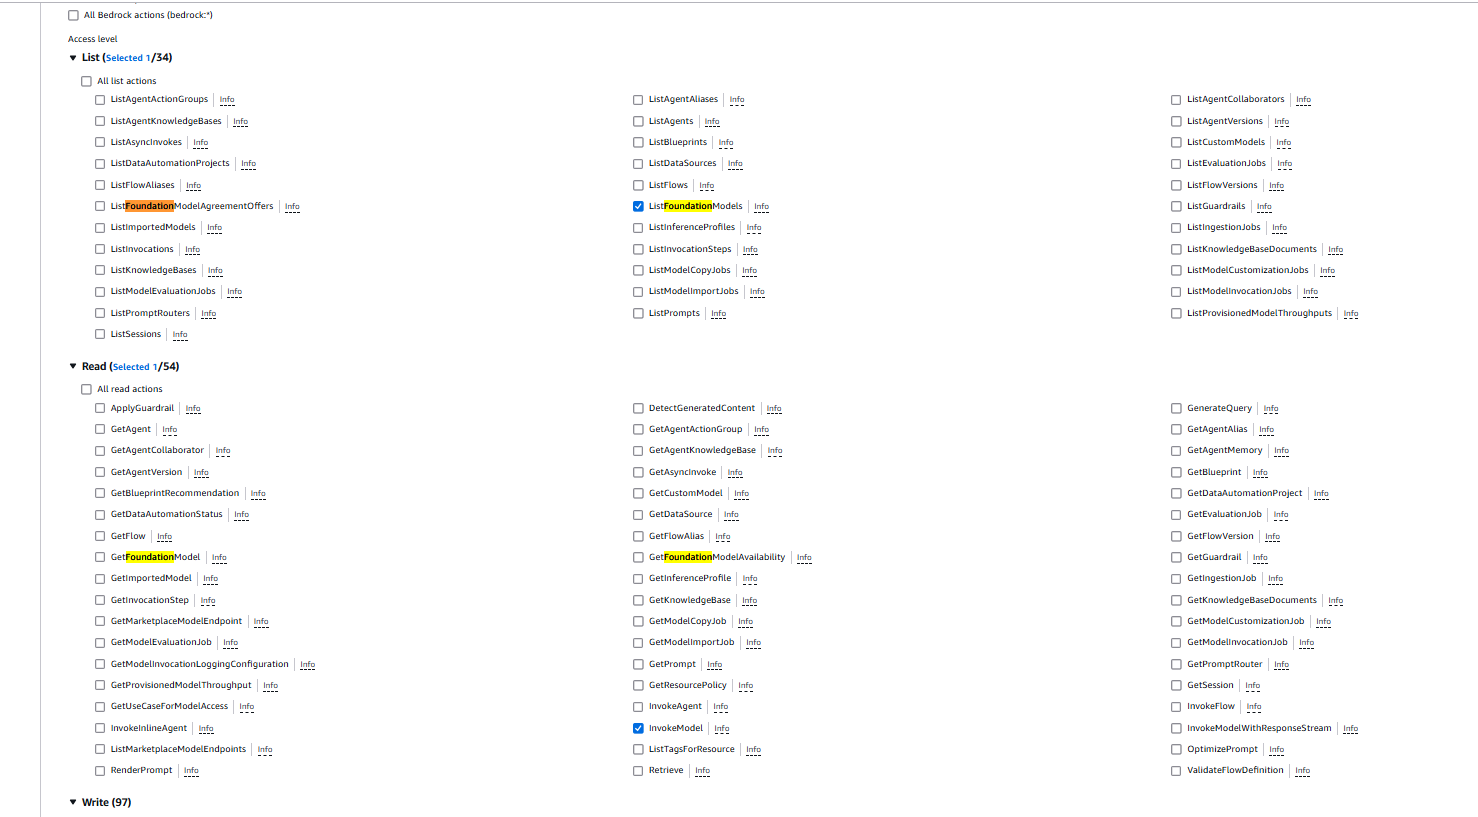 All Bedrock actions (bedrock:*)
Access level
List (Selected 1/34)
All list actions
ListAgentActionGroups Info ListAgentAliases Info ListAgentCollaborators Info
ListAgentKnowledgeBases Info ListAgents Info ListAgentVersions Info
ListAsyncInvokes Info ListBlueprints Info ListCustomModels Info
ListDataAutomationProjects Info ListDataSources Info ListEvaluationJobs Info
ListFlowAliases Info ListFlows Info ListFlowVersions Info
ListFoundationModelAgreementOffers Info ListFoundationModels Info ListGuardrails Info
ListImportedModels Info ListInferenceProfiles Info ListIngestionJobs Info
ListInvocations Info ListInvocationSteps Info ListKnowledgeBaseDocuments Info
ListKnowledgeBases Info ListModelCopyJobs Info ListModelCustomizationJobs Info
ListModelEvaluationJobs Info ListModelImportJobs Info ListModelInvocationJobs Info
ListPromptRouters Info ListPrompts Info ListProvisionedModelThroughputs Info
ListSessions Info
Read (Selected 1/54)
All read actions
ApplyGuardrail Info DetectGeneratedContent Info GenerateQuery Info
GetAgent Info GetAgentActionGroup Info GetAgentAlias Info
GetAgentCollaborator Info GetAgentKnowledgeBase Info GetAgentMemory Info
GetAgentVersion Info GetAsyncInvoke Info GetBlueprint Info
GetBlueprintRecommendation Info GetCustomModel Info GetDataAutomationProject Info
GetDataAutomationStatus Info GetDataSource Info GetEvaluationJob Info
GetFlow Info GetFlowAlias Info GetFlowVersion Info
GetFoundationModel Info GetFoundationModelAvailability Info GetGuardrail Info
GetImportedModel Info GetInferenceProfile Info GetIngestionJob Info
GetInvocationStep Info GetKnowledgeBase Info GetKnowledgeBaseDocuments Info
GetMarketplaceModelEndpoint Info GetModelCopyJob Info GetModelCustomizationJob Info
GetModelEvaluationJob Info GetModelImportJob Info GetModelInvocationJob Info
GetModelInvocationLoggingConfiguration Info GetPrompt Info GetPromptRouter Info
GetProvisionedModelThroughput Info GetResourcePolicy Info GetSession Info
GetUseCaseForModelAccess Info InvokeAgent Info InvokeFlow Info
InvokeInlineAgent Info InvokeModel Info InvokeModelWithResponseStream Info
ListMarketplaceModelEndpoints Info ListTagsForResource Info OptimizePrompt Info
RenderPrompt Info Retrieve Info ValidateFlowDefinition Info
Write (97)